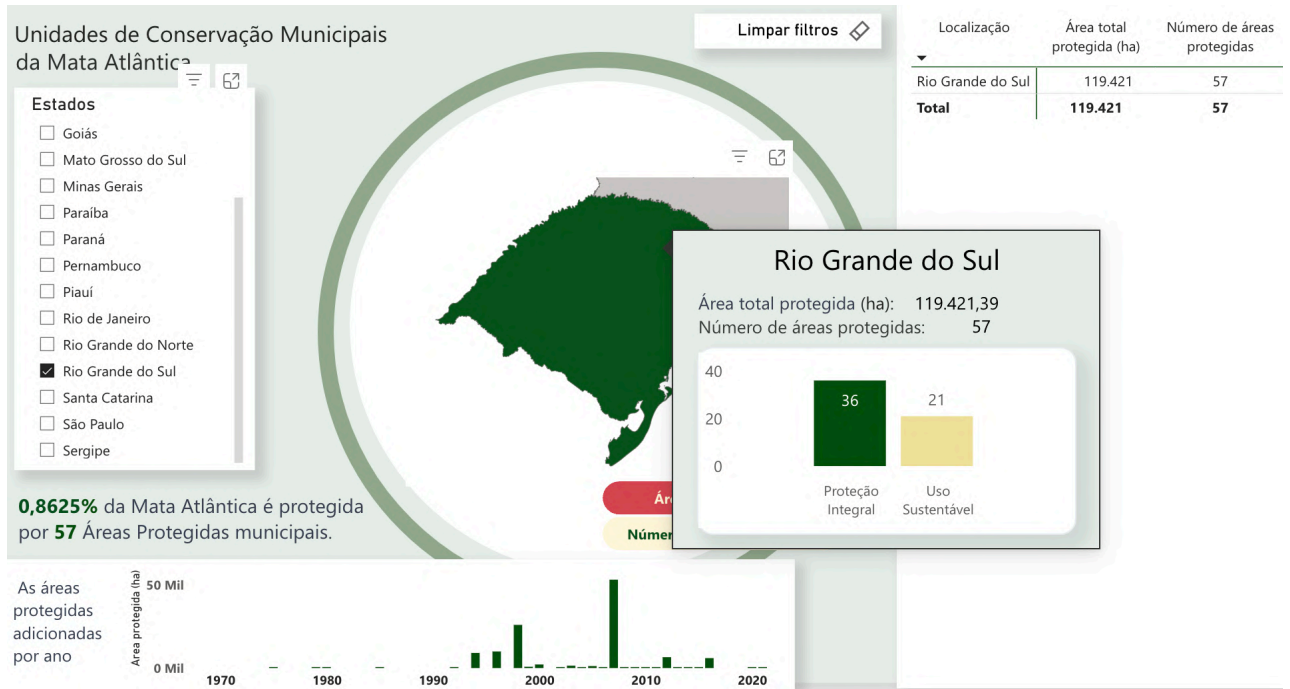 Unidades de Conservação Municipais
da Mata Atlântica
Estados
Goiás
Mato Grosso do Sul
Minas Gerais
Paraíba
Paraná
Pernambuco
Piauí
Rio de Janeiro
Rio Grande do Norte
Rio Grande do Sul
Santa Catarina
São Paulo
Sergipe
0,8625% da Mata Atlântica é protegida
por 57 Áreas Protegidas municipais.
Limpar filtros
Rio Grande do Sul
Área total protegida (ha): 119.421,39
Número de áreas protegidas: 57
40
20
0
36
21
Proteção
Integral
Uso
Sustentável
Localização
Área total
protegida (ha)
Número de áreas
protegidas
Rio Grande do Sul 119.421 57
Total 119.421 57
As áreas
protegidas
adicionadas
por ano
Área protegida (ha)
50 Mil
0 Mil
1970 1980 1990 2000 2010 2020